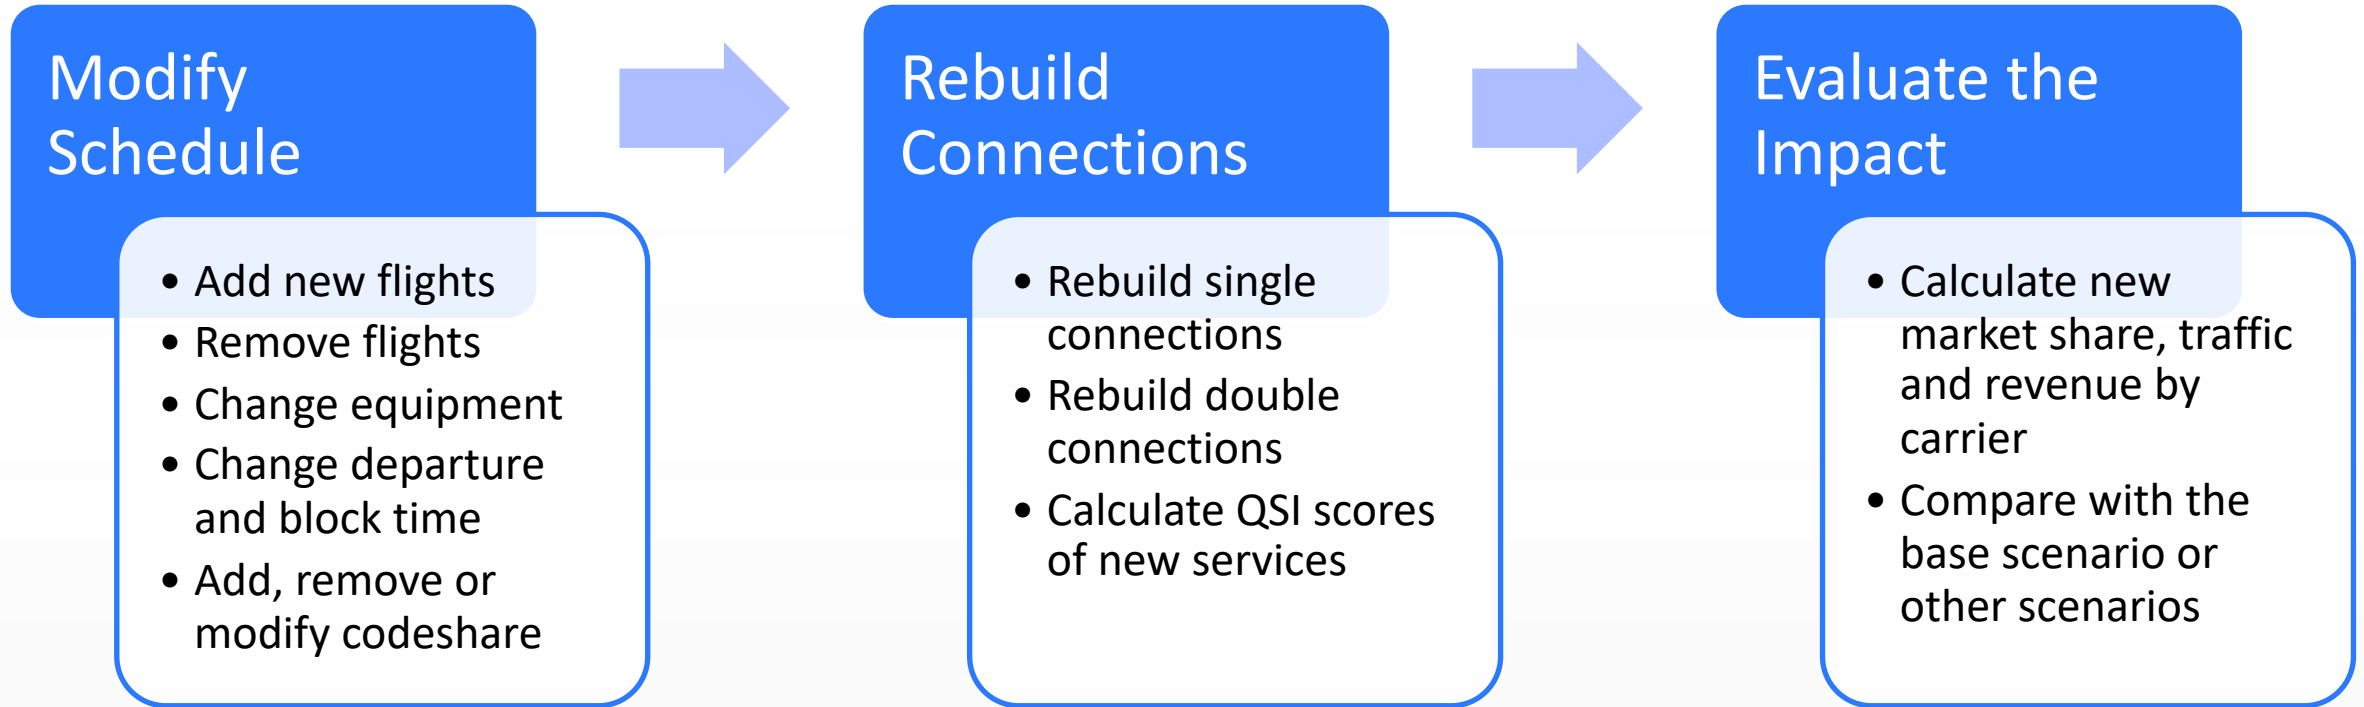 Modify
Schedule
• Add new flights
• Remove flights
• Change equipment
• Change departure
and block time
• Add, remove or
modify codeshare
Rebuild
Connections
• Rebuild single
connections
• Rebuild double
connections
• Calculate QSI scores
of new services
Evaluate the
Impact
• Calculate new
market share, traffic
and revenue by
carrier
• Compare with the
base scenario or
other scenarios